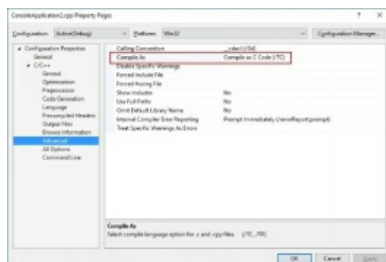 ConsoleApplication2.cpp Property Pages
? ×
Configuration: Active(Debug) Platform: Win32 Configuration Manager...
Configuration Properties
General
C/C++
General
Optimization
Preprocessor
Code Generation
Language
Precompiled Headers
Output Files
Browse Information
Advanced
All Options
Command Line
Calling Convention __cdecl (/Gd)
Compile As Compile as C Code (/TC)
Disable Specific Warnings
Forced Include File
Forced #using File
Show Includes No
Use Full Paths No
Omit Default Library Name No
Internal Compiler Error Reporting Prompt Immediately (/errorReport:prompt)
Treat Specific Warnings As Errors
Compile As
Select compile language option for .c and .cpp files. (/TC, /TP)
OK Cancel Apply